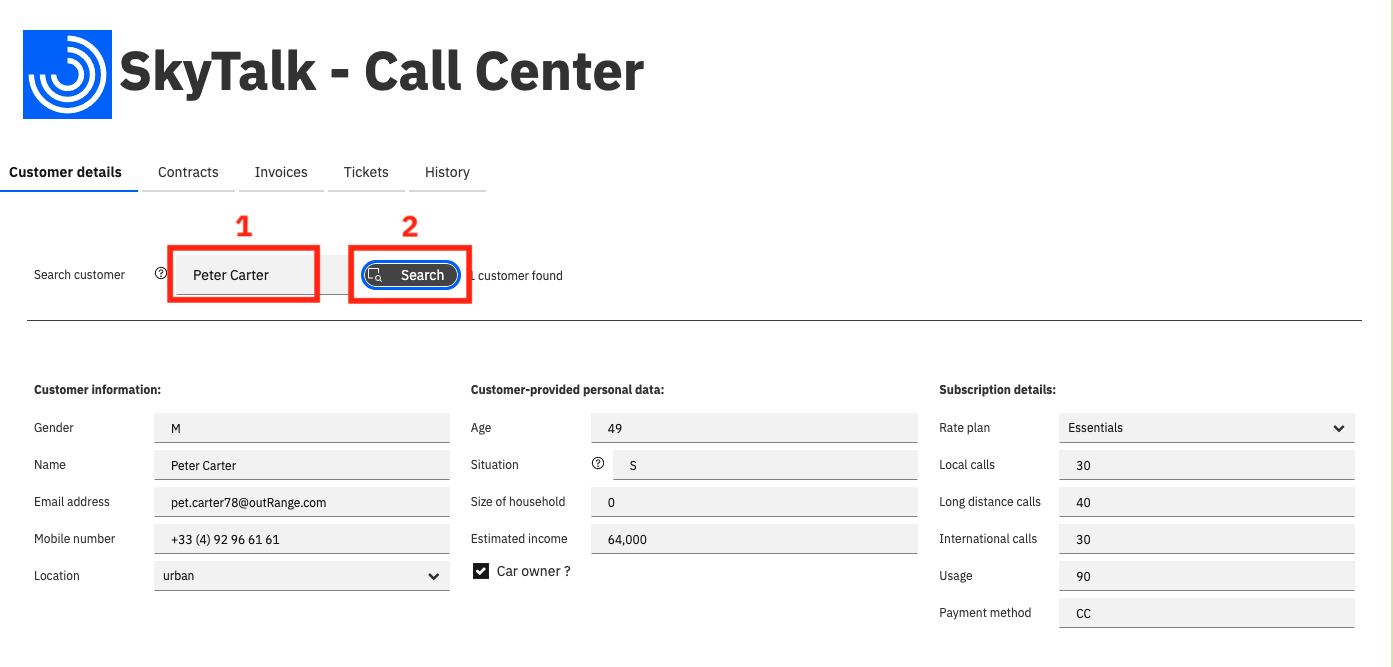 SkyTalk - Call Center
Customer details Contracts Invoices Tickets History
1 2
Search customer Peter Carter Search 1 customer found
Customer information: Customer-provided personal data: Subscription details:
Gender M Age 49 Rate plan Essentials
Name Peter Carter Situation S Local calls 30
Email address pet.carter78@outRange.com Size of household 0 Long distance calls 40
Mobile number +33 (4) 92 96 61 61 Estimated income 64,000 International calls 30
Location urban Car owner ? Usage 90
Payment method CC